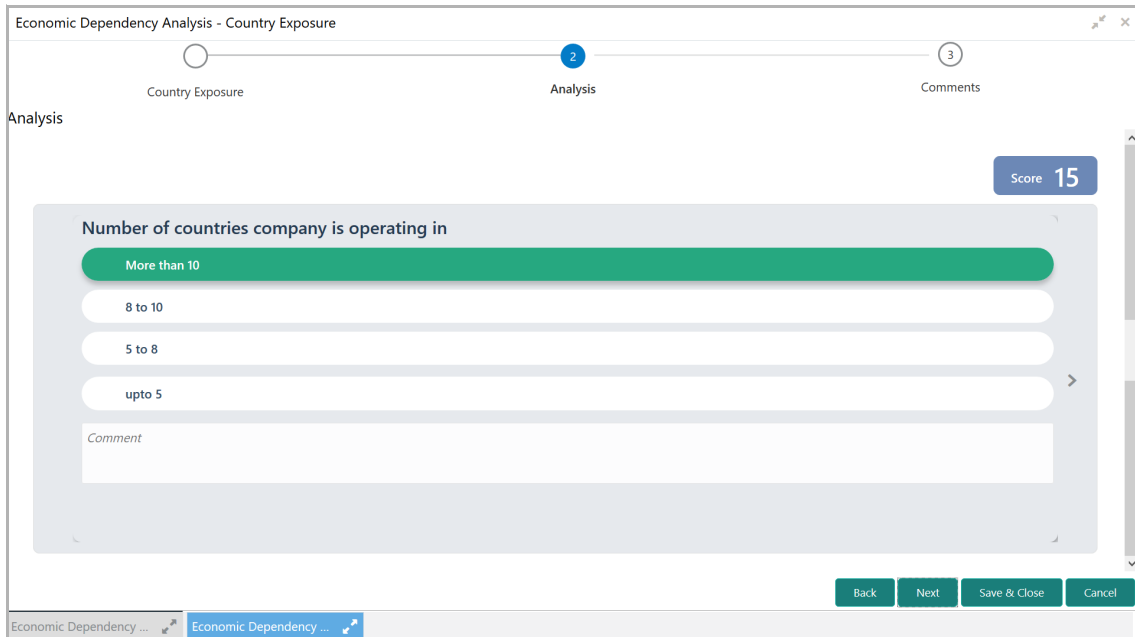 Economic Dependency Analysis - Country Exposure
2
3
Country Exposure
Analysis
Comments
Analysis
Score 15
Number of countries company is operating in
More than 10
8 to 10
5 to 8
upto 5
Comment
Back Next Save & Close Cancel
Economic Dependency ... Economic Dependency ...